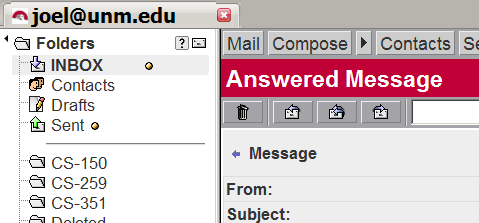 joel@unm.edu
Folders ?
INBOX
Contacts
Drafts
Sent
CS-150
CS-259
CS-351
Deleted
Mail Compose Contacts Se
Answered Message
Message
From:
Subject: